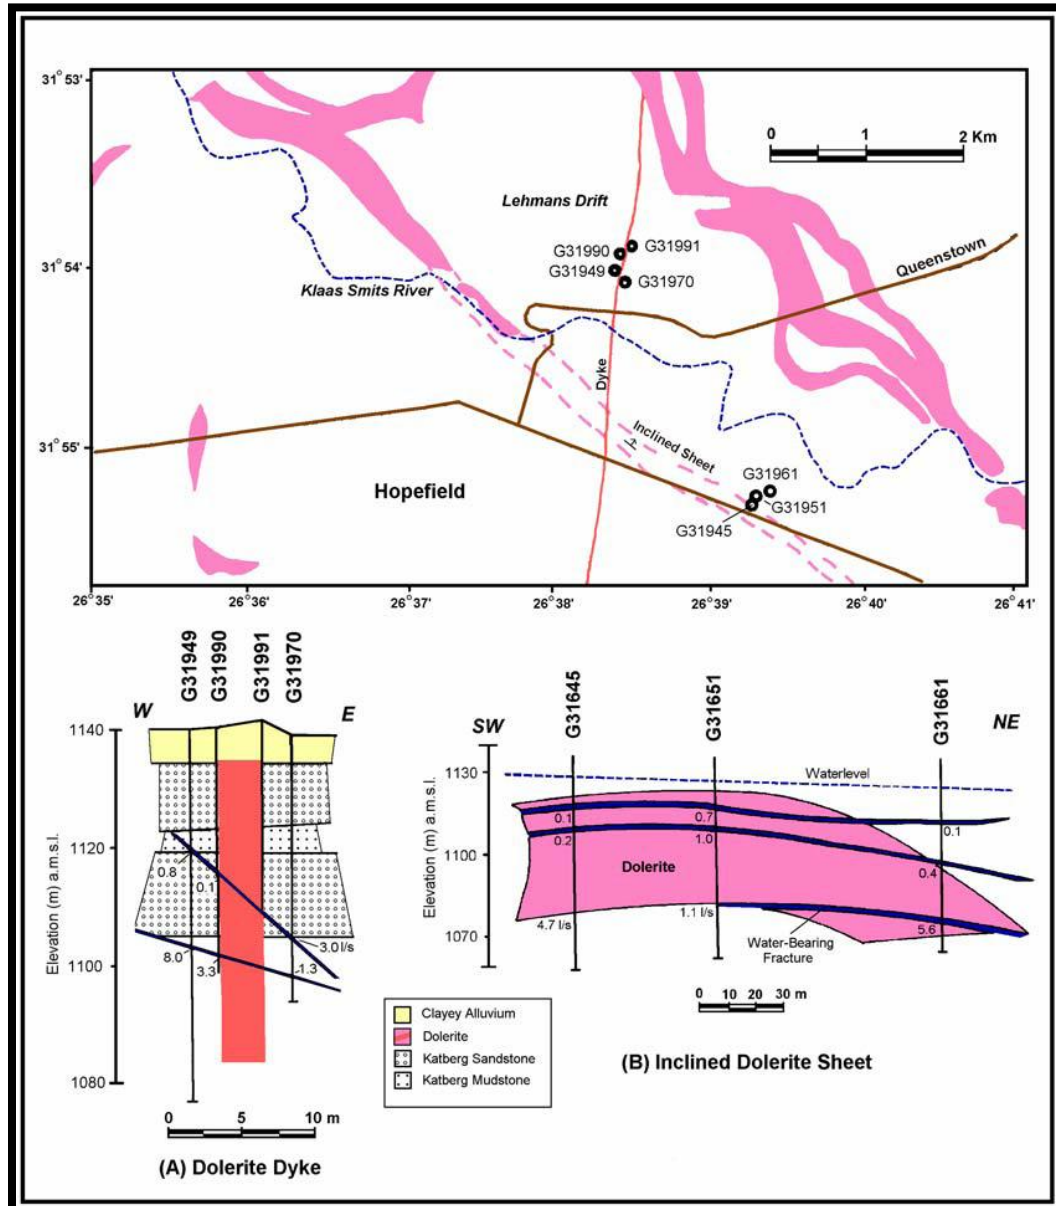 31°53'
0 1 2 Km
Lehmans Drift
G31990
G31991
G31949
G31970
31°54'
Queenstown
Klaas Smits River
Dyke
31°55'
Inclined Sheet
Hopefield
G31961
G31951
G31945
26°35'
26°36'
26°37'
26°38'
26°39'
26°40'
26°41'
G31949
G31990
G31991
G31970
W
E
1140
1120
1100
1080
Elevation (m) a.m.s.l.
0.8
0.1
3.0 l/s
8.0
3.3
1.3
0 5 10 m
(A) Dolerite Dyke
Clayey Alluvium
Dolerite
Katberg Sandstone
Katberg Mudstone
G31645
G31651
G31661
SW
NE
1130
1100
1070
Elevation (m) a.m.s.l.
Waterlevel
0.1
0.7
0.1
0.2
1.0
0.4
Dolerite
4.7 l/s
1.1 l/s
5.6
Water-Bearing
Fracture
0 10 20 30 m
(B) Inclined Dolerite Sheet